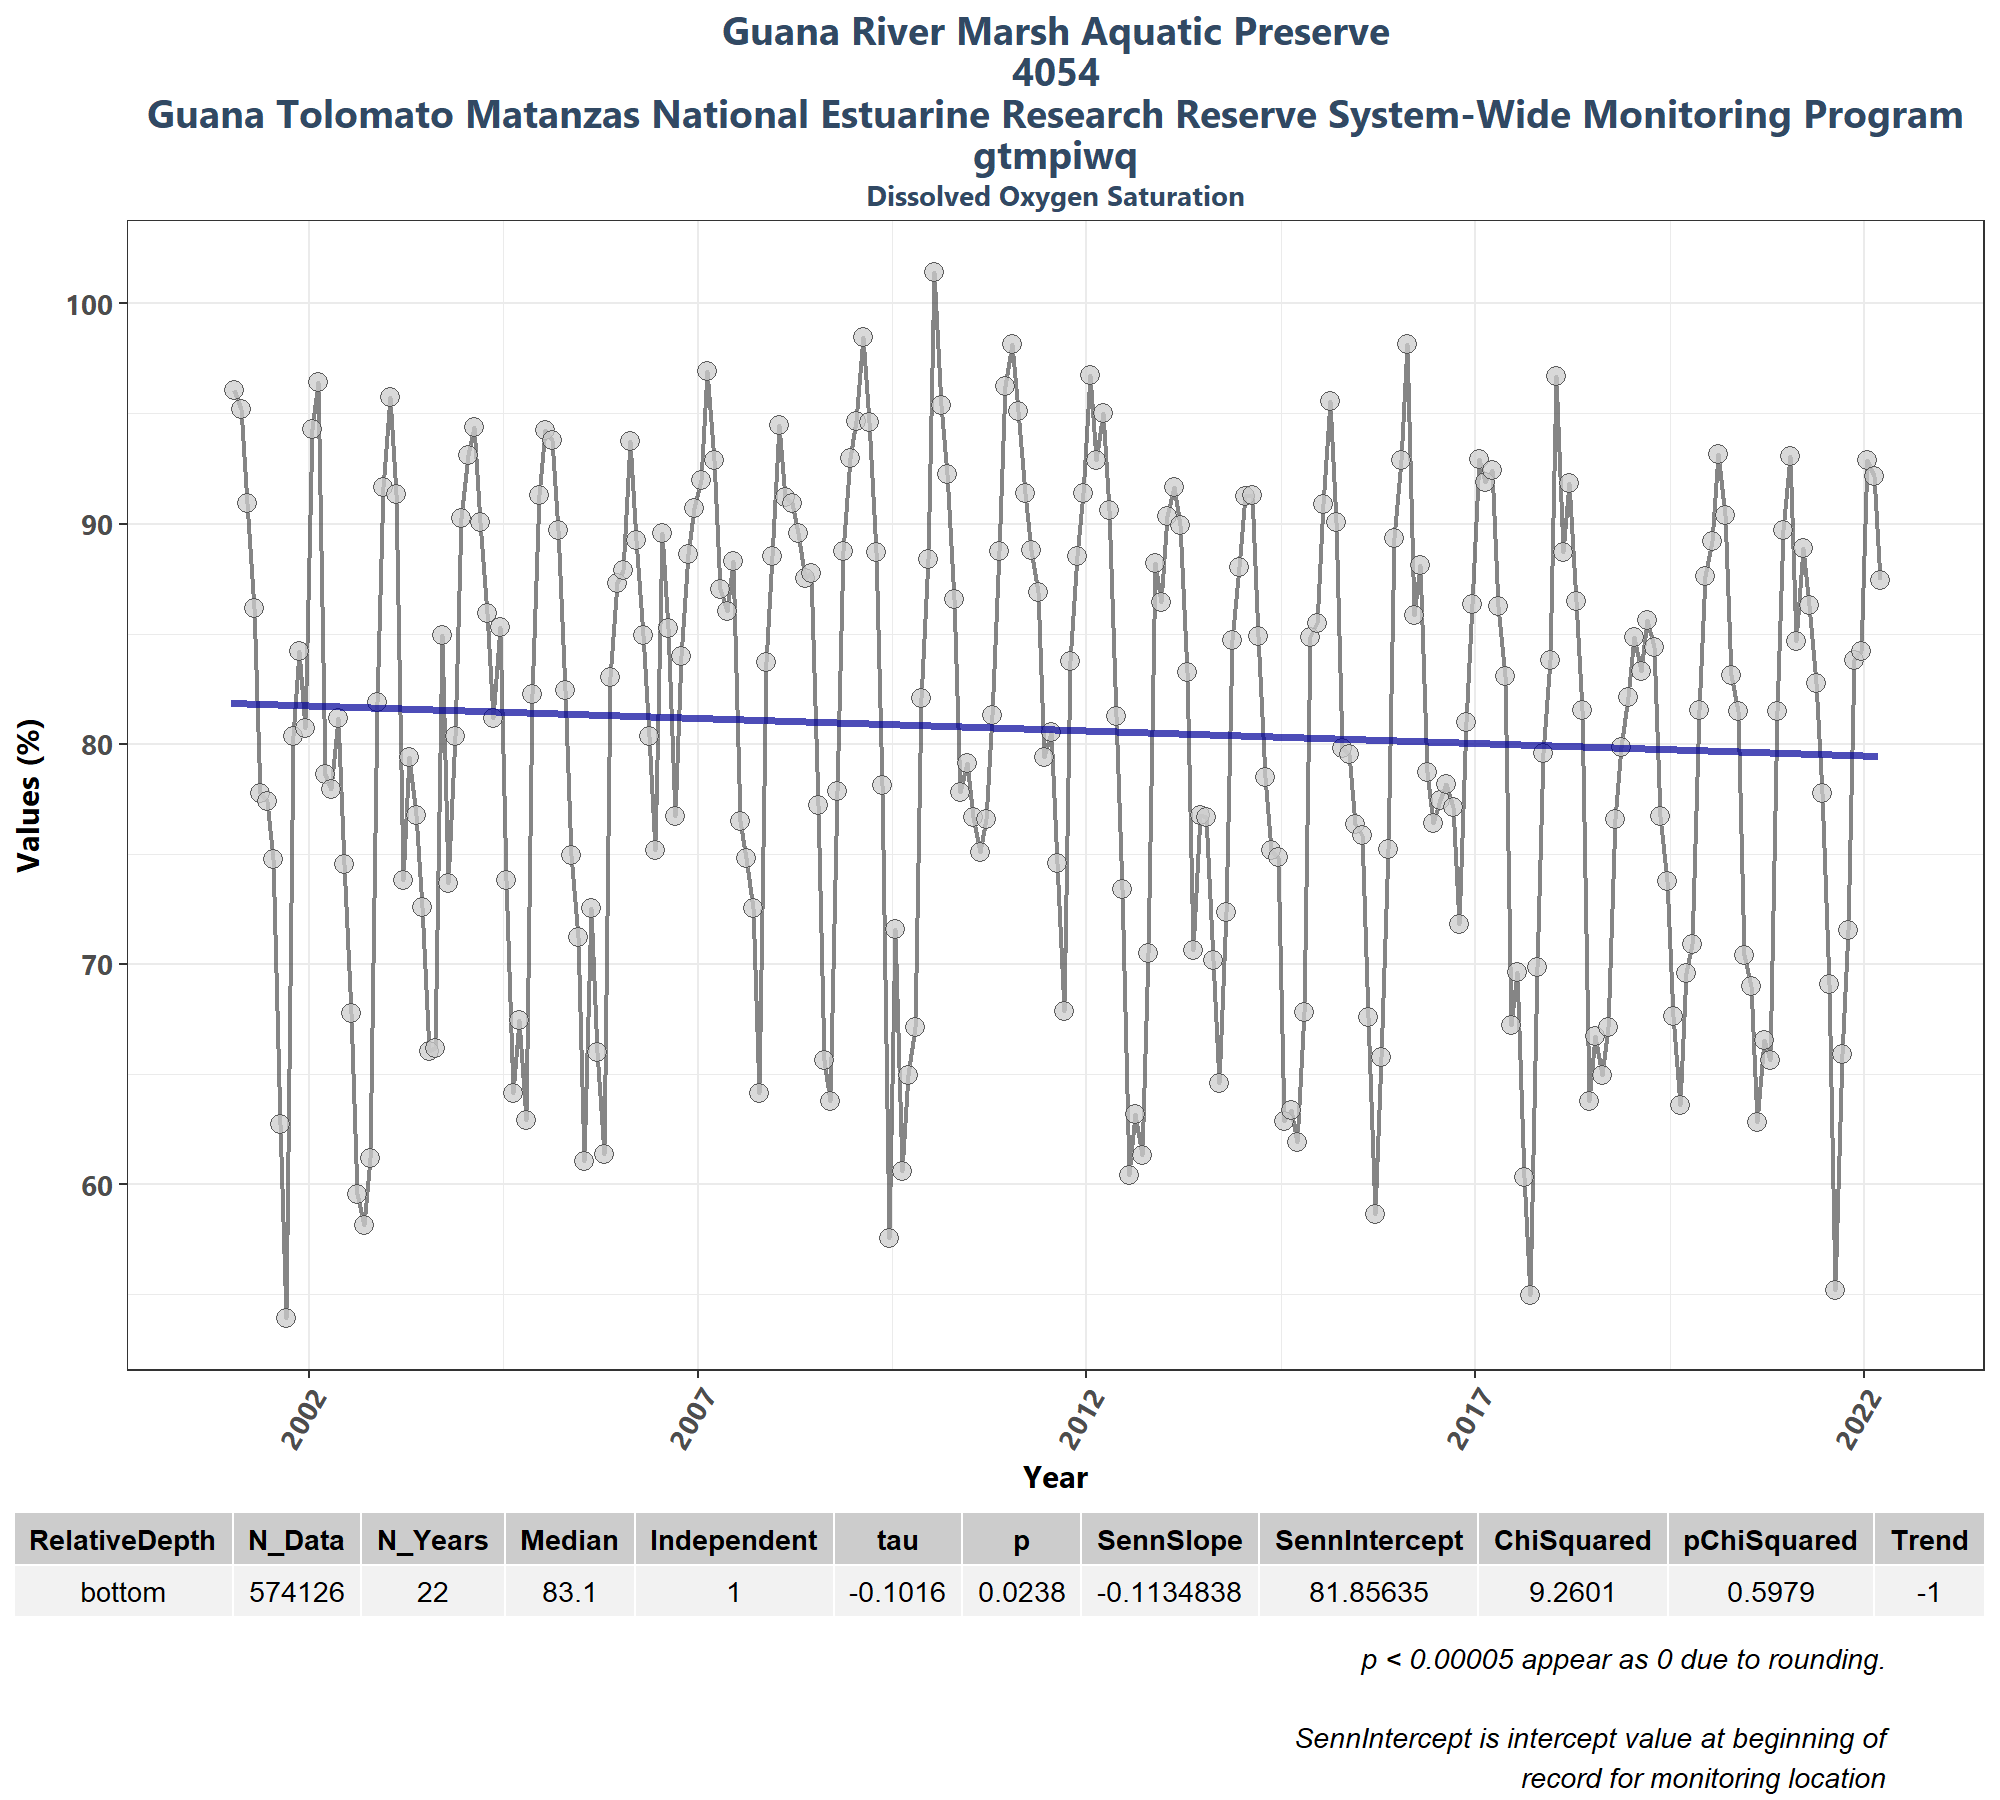 Guana River Marsh Aquatic Preserve
4054
Guana Tolomato Matanzas National Estuarine Research Reserve System-Wide Monitoring Program
gtmpiwq
Dissolved Oxygen Saturation
Values (%)
100
90
80
70
60
2002 2007 2012 2017 2022
Year
RelativeDepth N_Data N_Years Median Independent tau p SennSlope SennIntercept ChiSquared pChiSquared Trend
bottom 574126 22 83.1 1 -0.1016 0.0238 -0.1134838 81.85635 9.2601 0.5979 -1
p < 0.00005 appear as 0 due to rounding.
SennIntercept is intercept value at beginning of
record for monitoring location